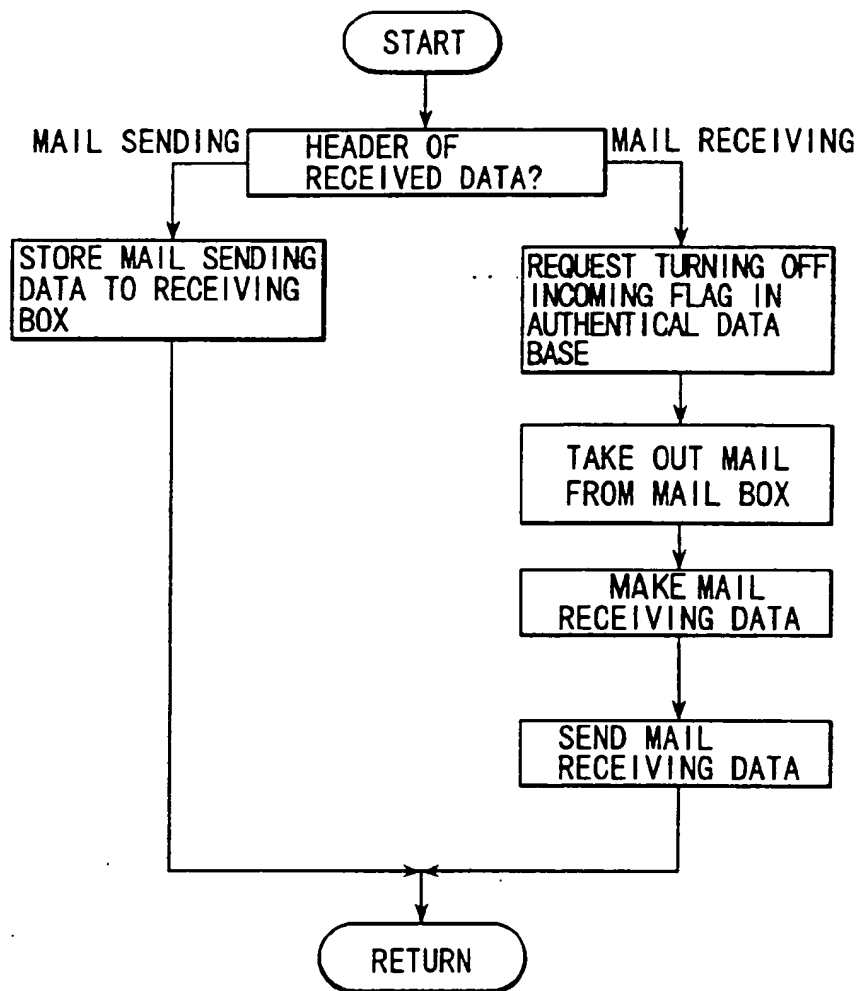 START
MAIL SENDING
HEADER OF
RECEIVED DATA?
MAIL RECEIVING
STORE MAIL SENDING
DATA TO RECEIVING
BOX
REQUEST TURNING OFF
INCOMING FLAG IN
AUTHENTICAL DATA
BASE
TAKE OUT MAIL
FROM MAIL BOX
MAKE MAIL
RECEIVING DATA
SEND MAIL
RECEIVING DATA
RETURN